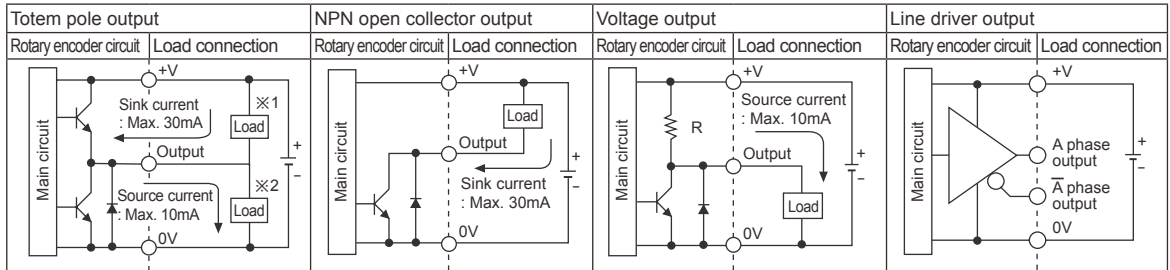 Totem pole output
Rotary encoder circuit
Load connection
Main circuit
+V
Sink current
: Max. 30mA
※1
Load
Output
+
−
※2
Source current
: Max. 10mA
Load
0V
NPN open collector output
Rotary encoder circuit
Load connection
Main circuit
+V
Load
Output
+
−
Sink current
: Max. 30mA
0V
Voltage output
Rotary encoder circuit
Load connection
Main circuit
+V
Source current
: Max. 10mA
R
Output
+
−
Load
0V
Line driver output
Rotary encoder circuit
Load connection
Main circuit
+V
A phase
output
+
−
A̅ phase
output
0V